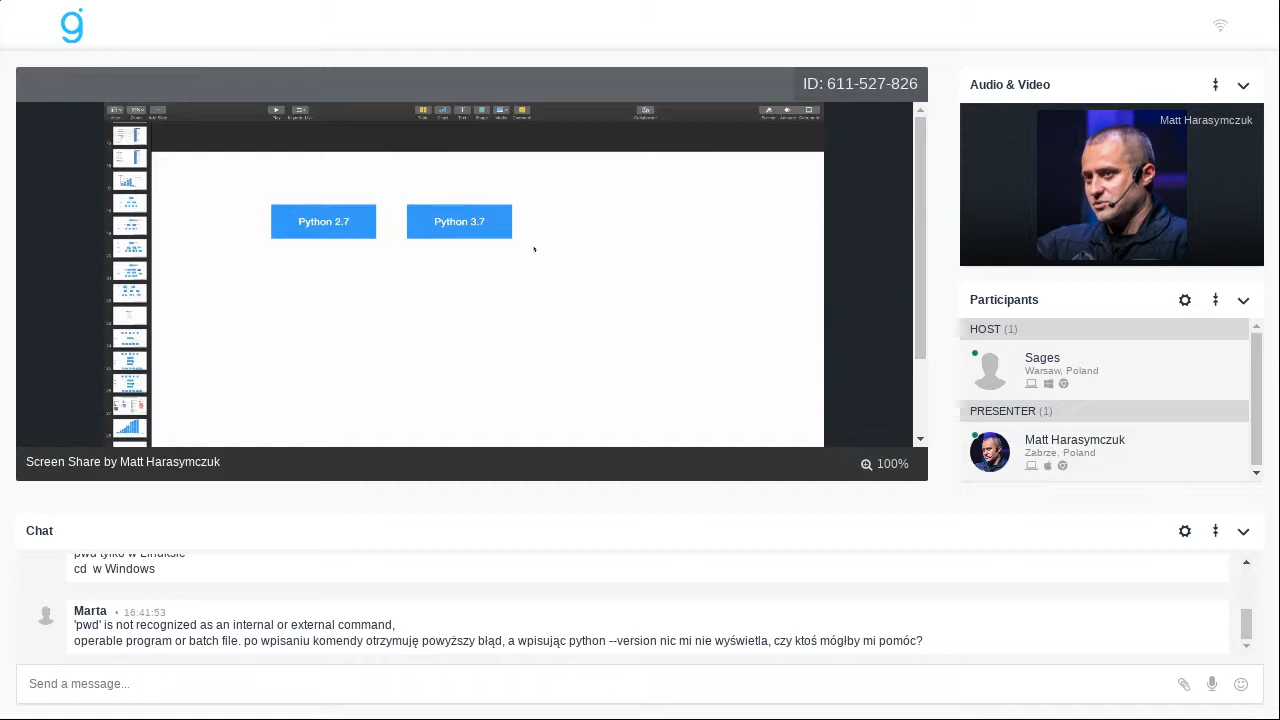 g
ID: 611-527-826
Audio & Video
Matt Harasymczuk
Python 2.7
Python 3.7
Participants
HOST (1)
Sages
Warsaw, Poland
PRESENTER (1)
Matt Harasymczuk
Zabrze, Poland
Screen Share by Matt Harasymczuk
100%
Chat
pwd tylko w Linuksie
cd w Windows
Marta • 16:41:53
'pwd' is not recognized as an internal or external command,
operable program or batch file. po wpisaniu komendy otrzymuję powyższy błąd, a wpisując python --version nic mi nie wyświetla, czy ktoś mógłby mi pomóc?
Send a message...